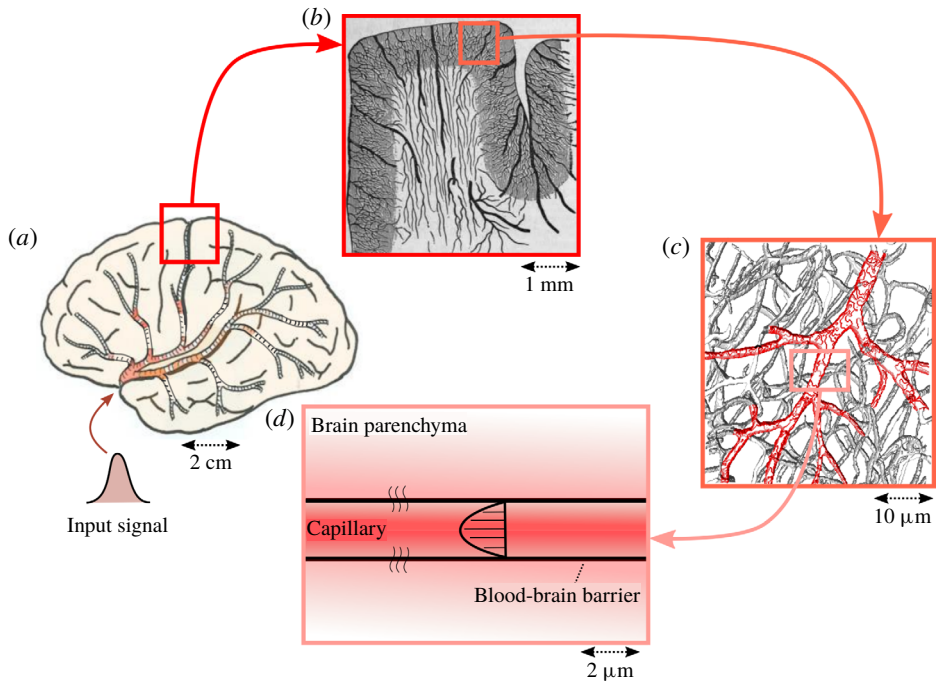 (a)
2 cm
Input signal
(b)
1 mm
(c)
10 μm
(d)
Brain parenchyma
Capillary
Blood-brain barrier
2 μm